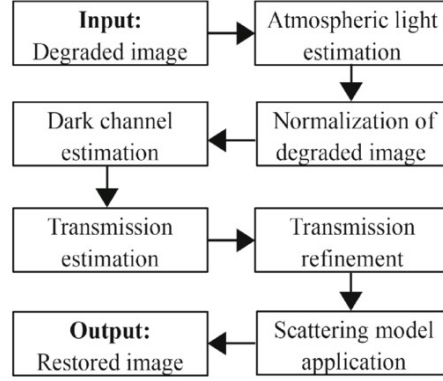 Input:
Degraded image
Atmospheric light
estimation
Normalization of
degraded image
Dark channel
estimation
Transmission
estimation
Transmission
refinement
Scattering model
application
Output:
Restored image